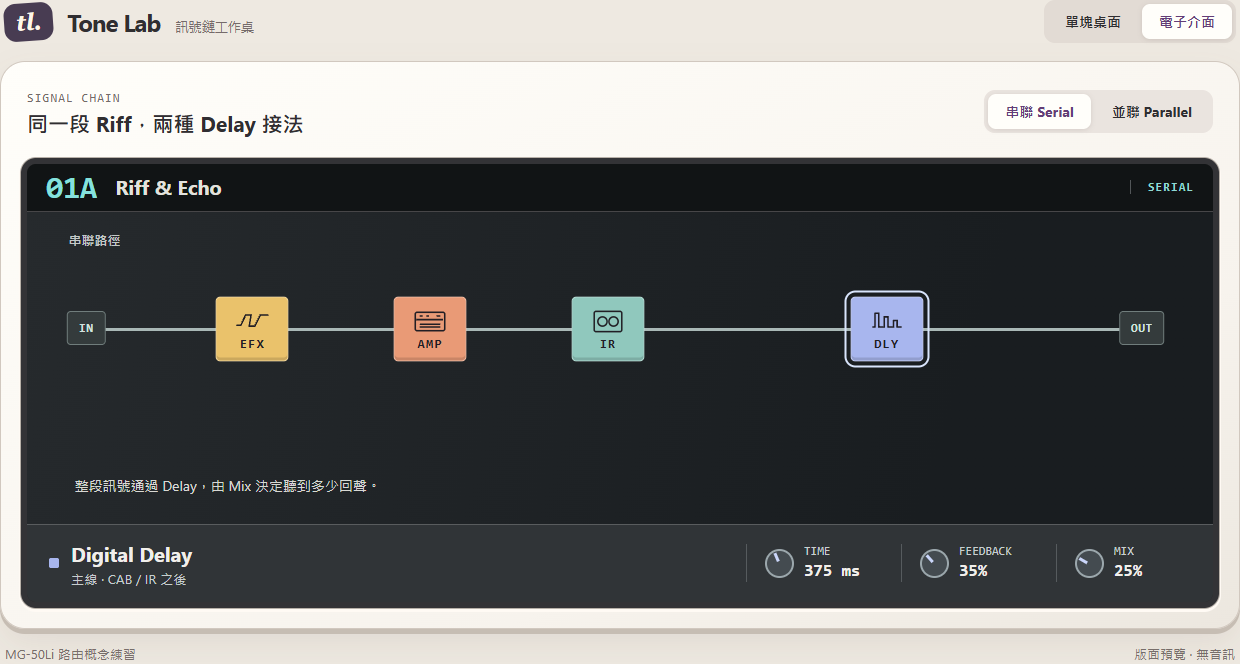 tl. Tone Lab 訊號鏈工作桌 單塊桌面 電子介面
SIGNAL CHAIN
同一段 Riff · 兩種 Delay 接法
串聯 Serial 並聯 Parallel
01A Riff & Echo SERIAL
串聯路徑
IN EFX AMP IR DLY OUT
整段訊號通過 Delay，由 Mix 決定聽到多少回聲。
Digital Delay
主線 · CAB / IR 之後
TIME
375 ms
FEEDBACK
35%
MIX
25%
MG-50Li 路由概念練習 版面預覽 · 無音訊